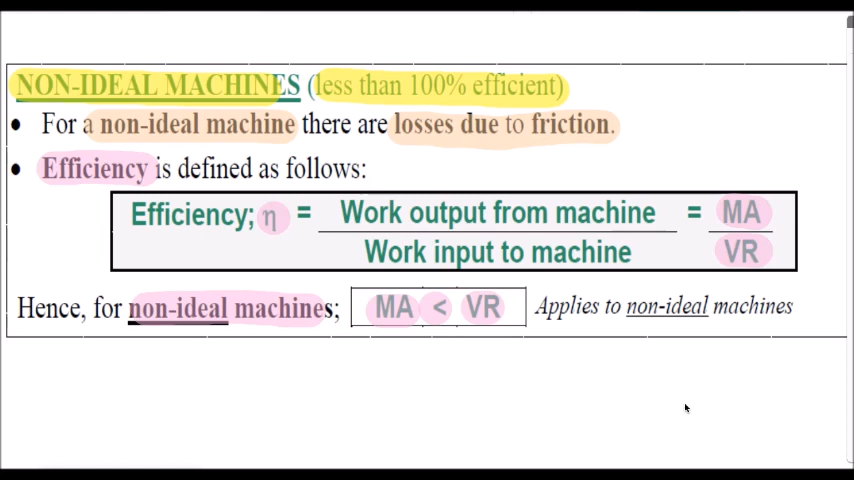 NON-IDEAL MACHINES (less than 100% efficient)
• For a non-ideal machine there are losses due to friction.
• Efficiency is defined as follows:
Efficiency; η = Work output from machine = MA
Work input to machine VR
Hence, for non-ideal machines; MA < VR Applies to non-ideal machines